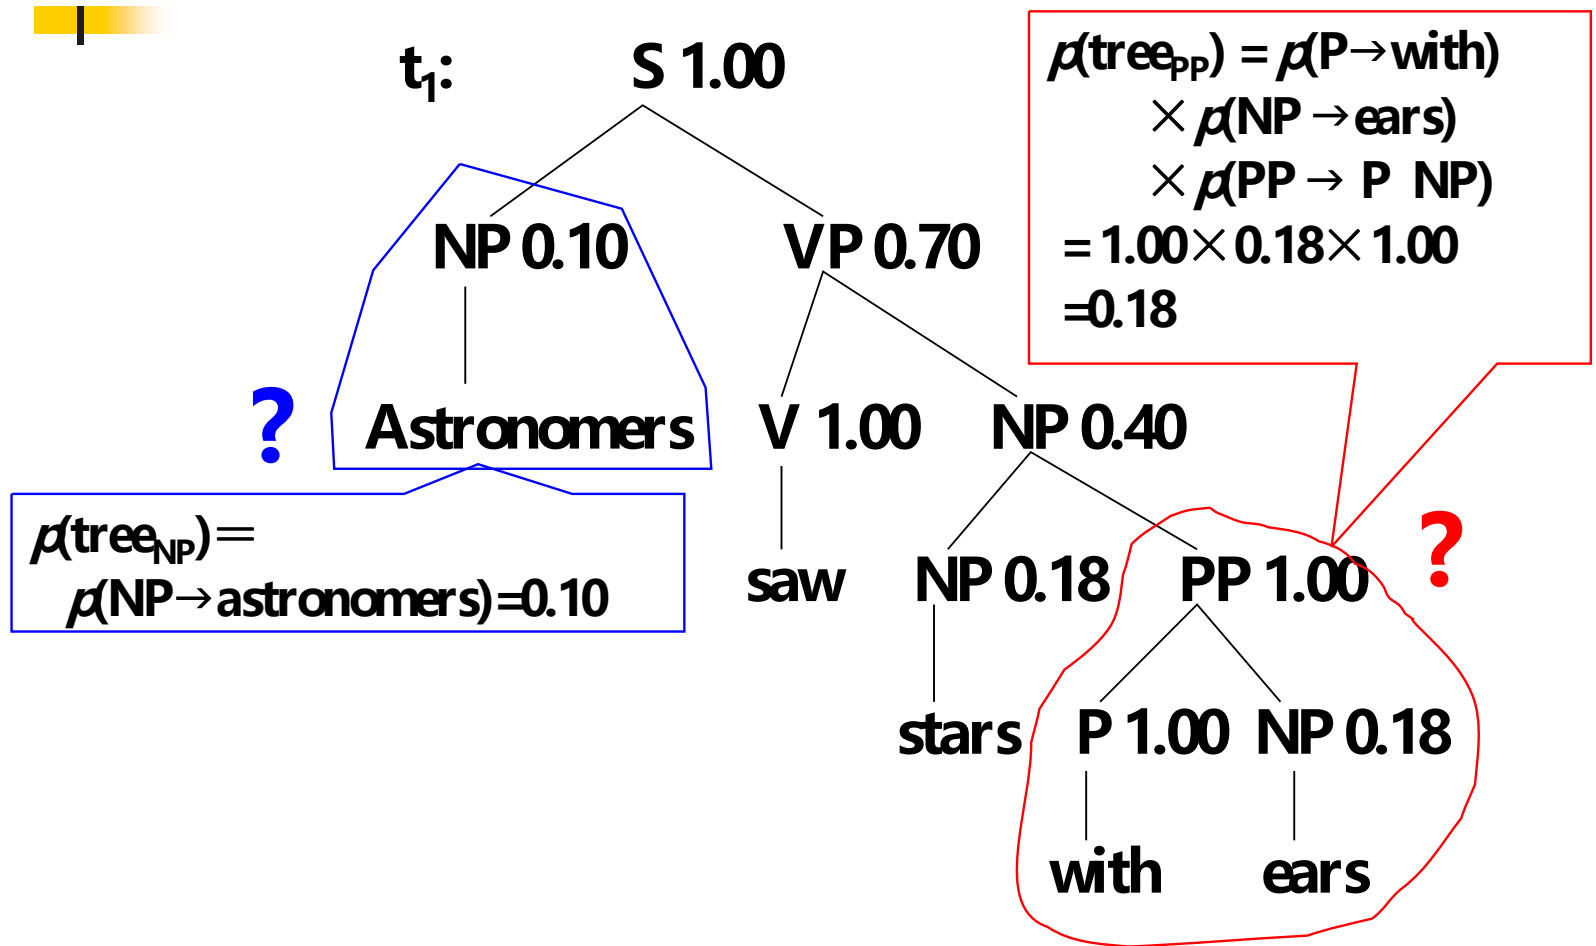 t1: S 1.00
p(treePP) = p(P→with)
× p(NP →ears)
× p(PP → P NP)
= 1.00×0.18×1.00
=0.18
NP 0.10 VP 0.70
? Astronomers V 1.00 NP 0.40
p(treeNP)=
p(NP→astronomers)=0.10
saw NP 0.18 PP 1.00 ?
stars P 1.00 NP 0.18
with ears